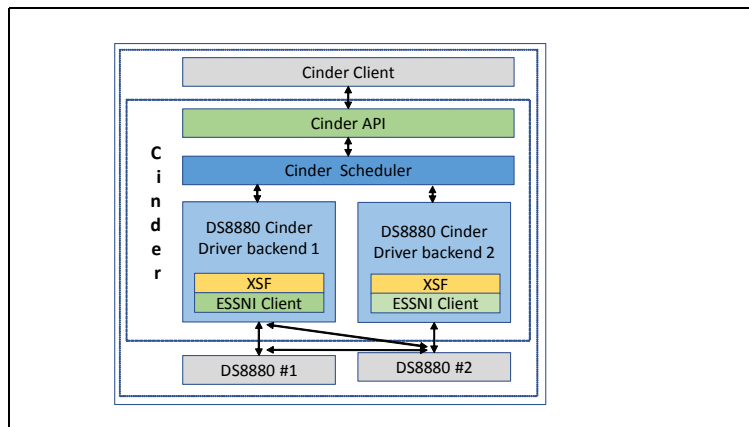 Cinder Client
Cinder API
Cinder Scheduler
Cinder
DS8880 Cinder
Driver backend 1
XSF
ESSNI Client
DS8880 Cinder
Driver backend 2
XSF
ESSNI Client
DS8880 #1
DS8880 #2